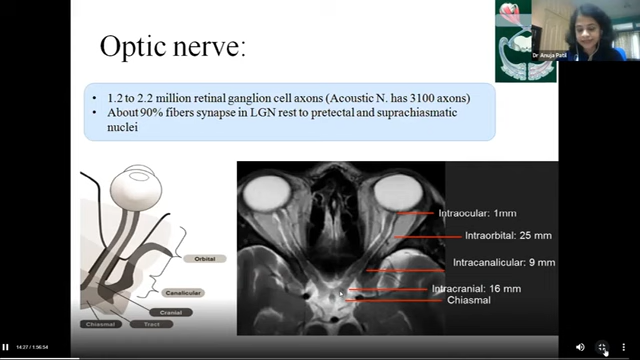 Optic nerve:
Dr Anuja Patil
• 1.2 to 2.2 million retinal ganglion cell axons (Acoustic N. has 3100 axons)
• About 90% fibers synapse in LGN rest to pretectal and suprachiasmatic
nuclei
Orbital
Canalicular
Cranial
Chiasmal
Tract
Intraocular: 1mm
Intraorbital: 25 mm
Intracanalicular: 9 mm
Intracranial: 16 mm
Chiasmal
14:27 / 1:56:54